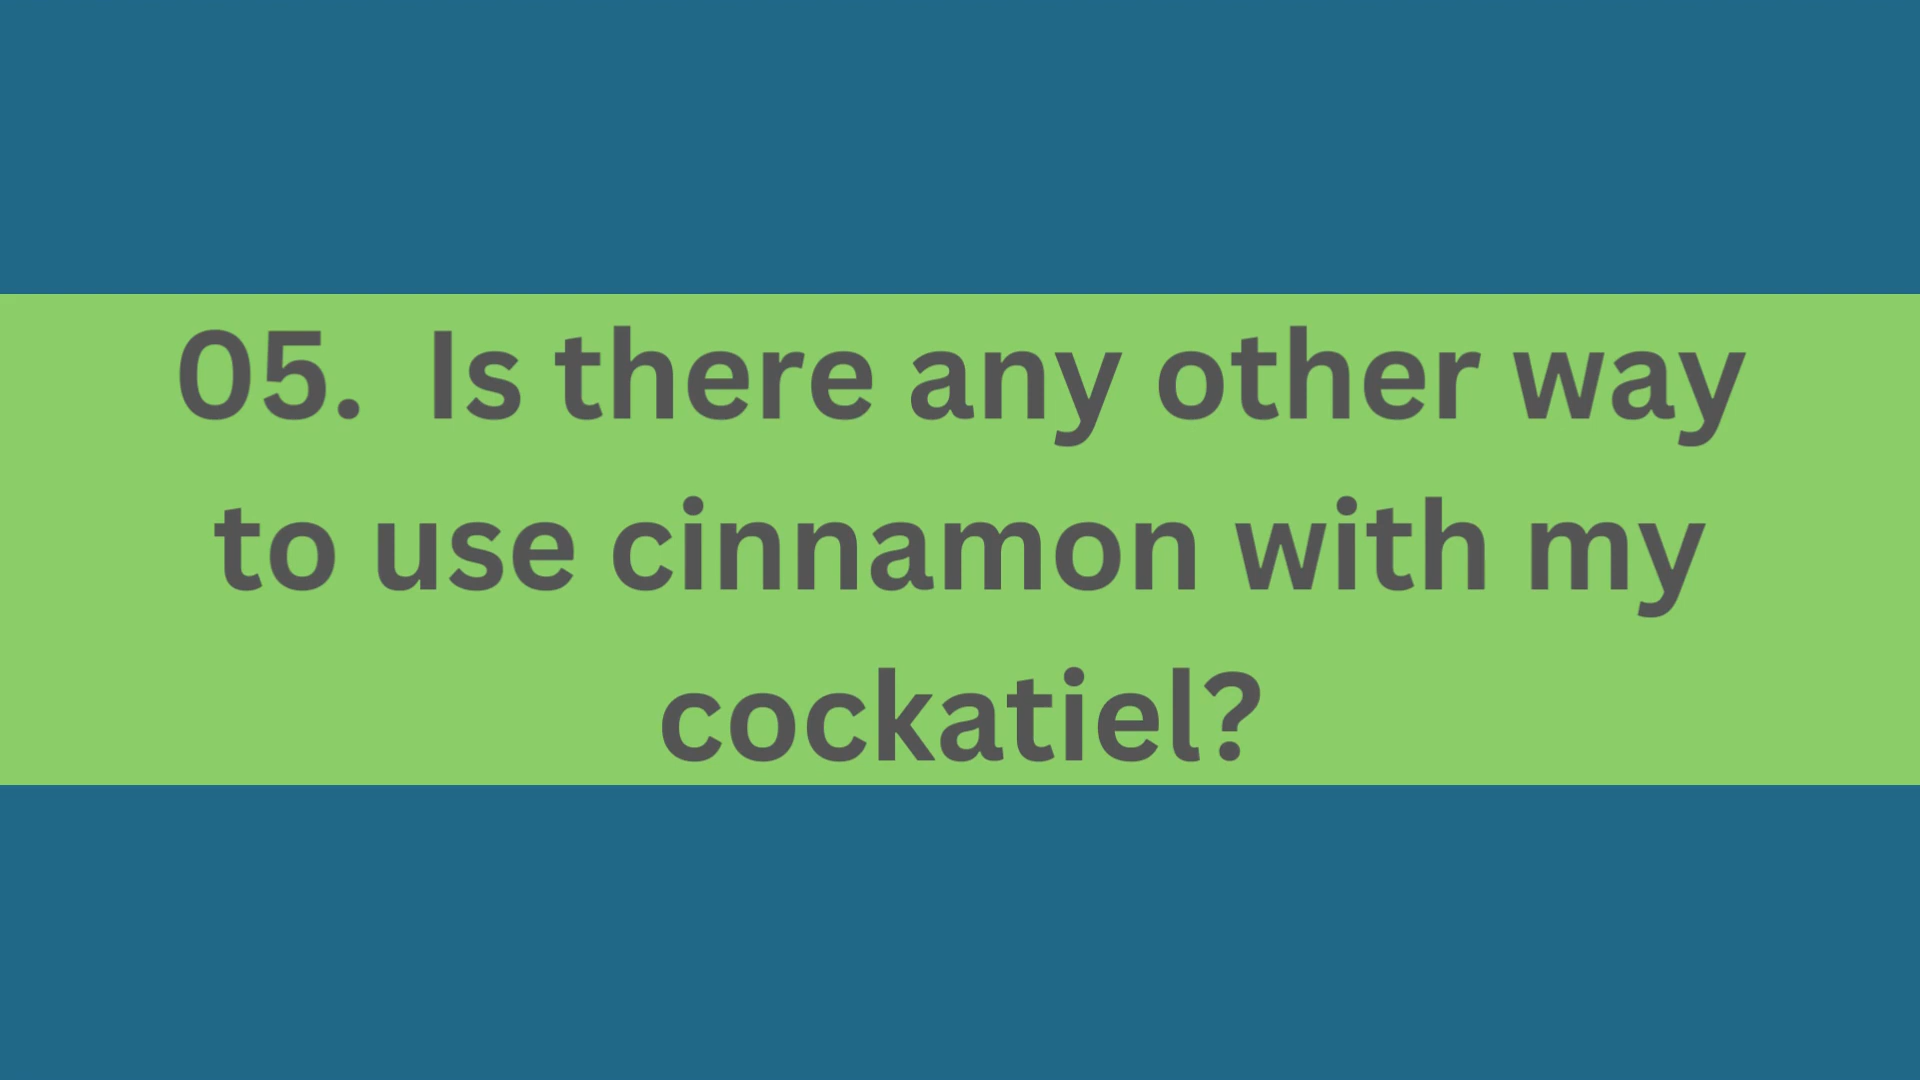 05.  Is there any other way
to use cinnamon with my
cockatiel?